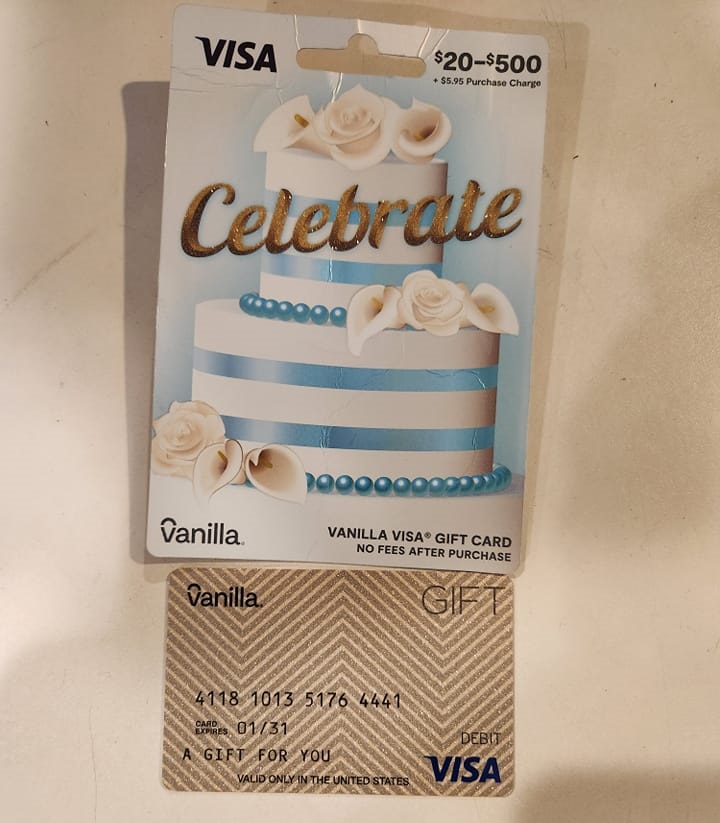 VISA
$20–$500
+ $5.95 Purchase Charge
Celebrate
Vanilla.
VANILLA VISA® GIFT CARD
NO FEES AFTER PURCHASE
Vanilla.
GIFT
4118 1013 5176 4441
CARD
EXPIRES 01/31
A GIFT FOR YOU
VALID ONLY IN THE UNITED STATES
DEBIT
VISA